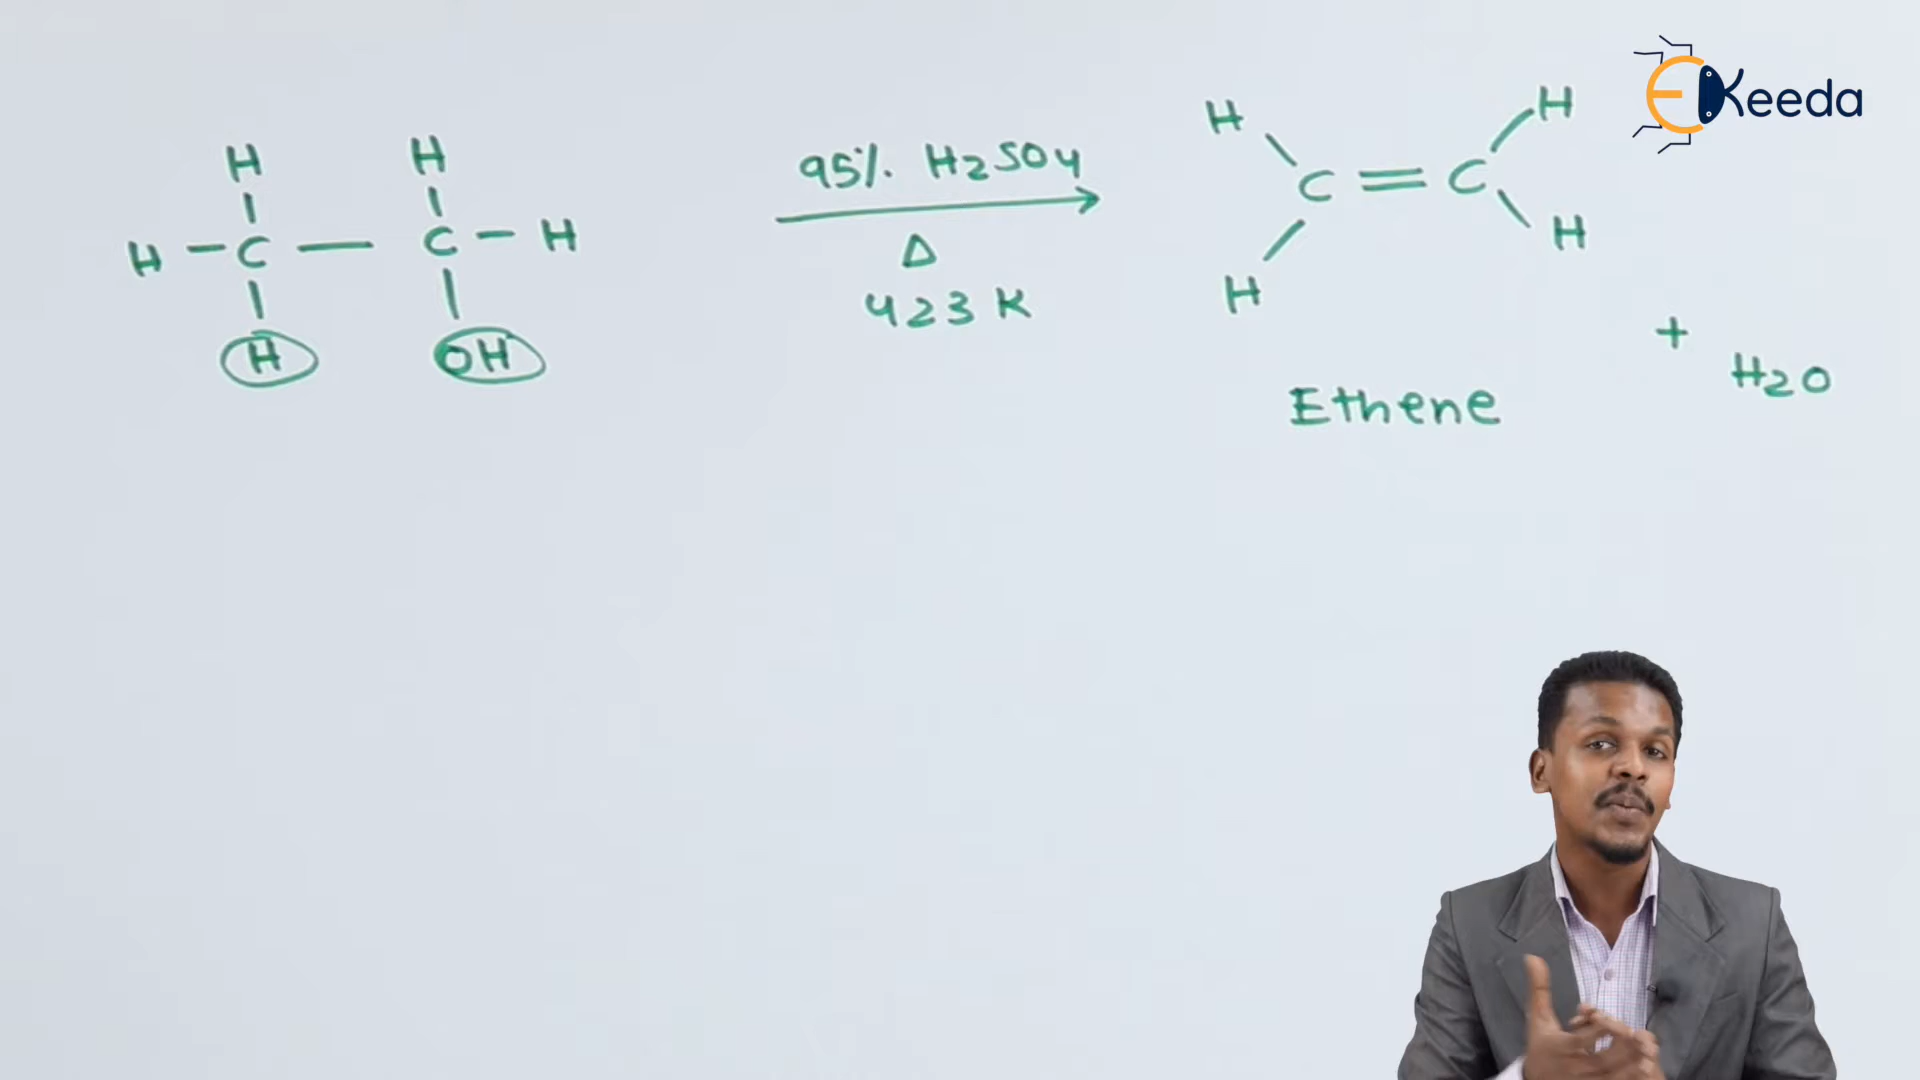 EKeeda
H H
H - C — C - H
H OH
95% H2SO4
Δ
423 K
H H
C = C
H H
Ethene
+ H2O